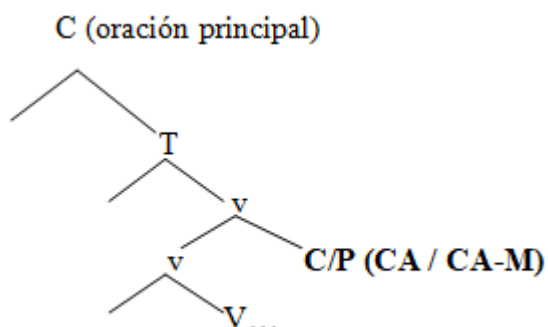 C (oración principal)
T
v
v
C/P (CA / CA-M)
V...